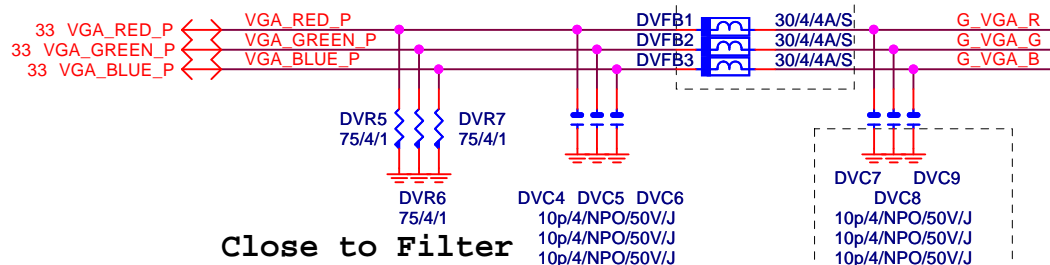 33 VGA_RED_P VGA_RED_P DVFB1 30/4/4A/S G_VGA_R
33 VGA_GREEN_P VGA_GREEN_P DVFB2 30/4/4A/S G_VGA_G
33 VGA_BLUE_P VGA_BLUE_P DVFB3 30/4/4A/S G_VGA_B
DVR5 DVR7
75/4/1 75/4/1
DVC7 DVC9
DVR6 DVC4 DVC5 DVC6 DVC8
75/4/1 10p/4/NPO/50V/J 10p/4/NPO/50V/J
Close to Filter 10p/4/NPO/50V/J 10p/4/NPO/50V/J
10p/4/NPO/50V/J 10p/4/NPO/50V/J